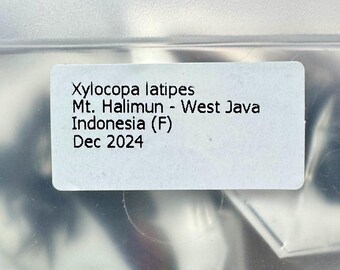 Xylocopa latipes
Mt. Halimun - West Java
Indonesia (F)
Dec 2024